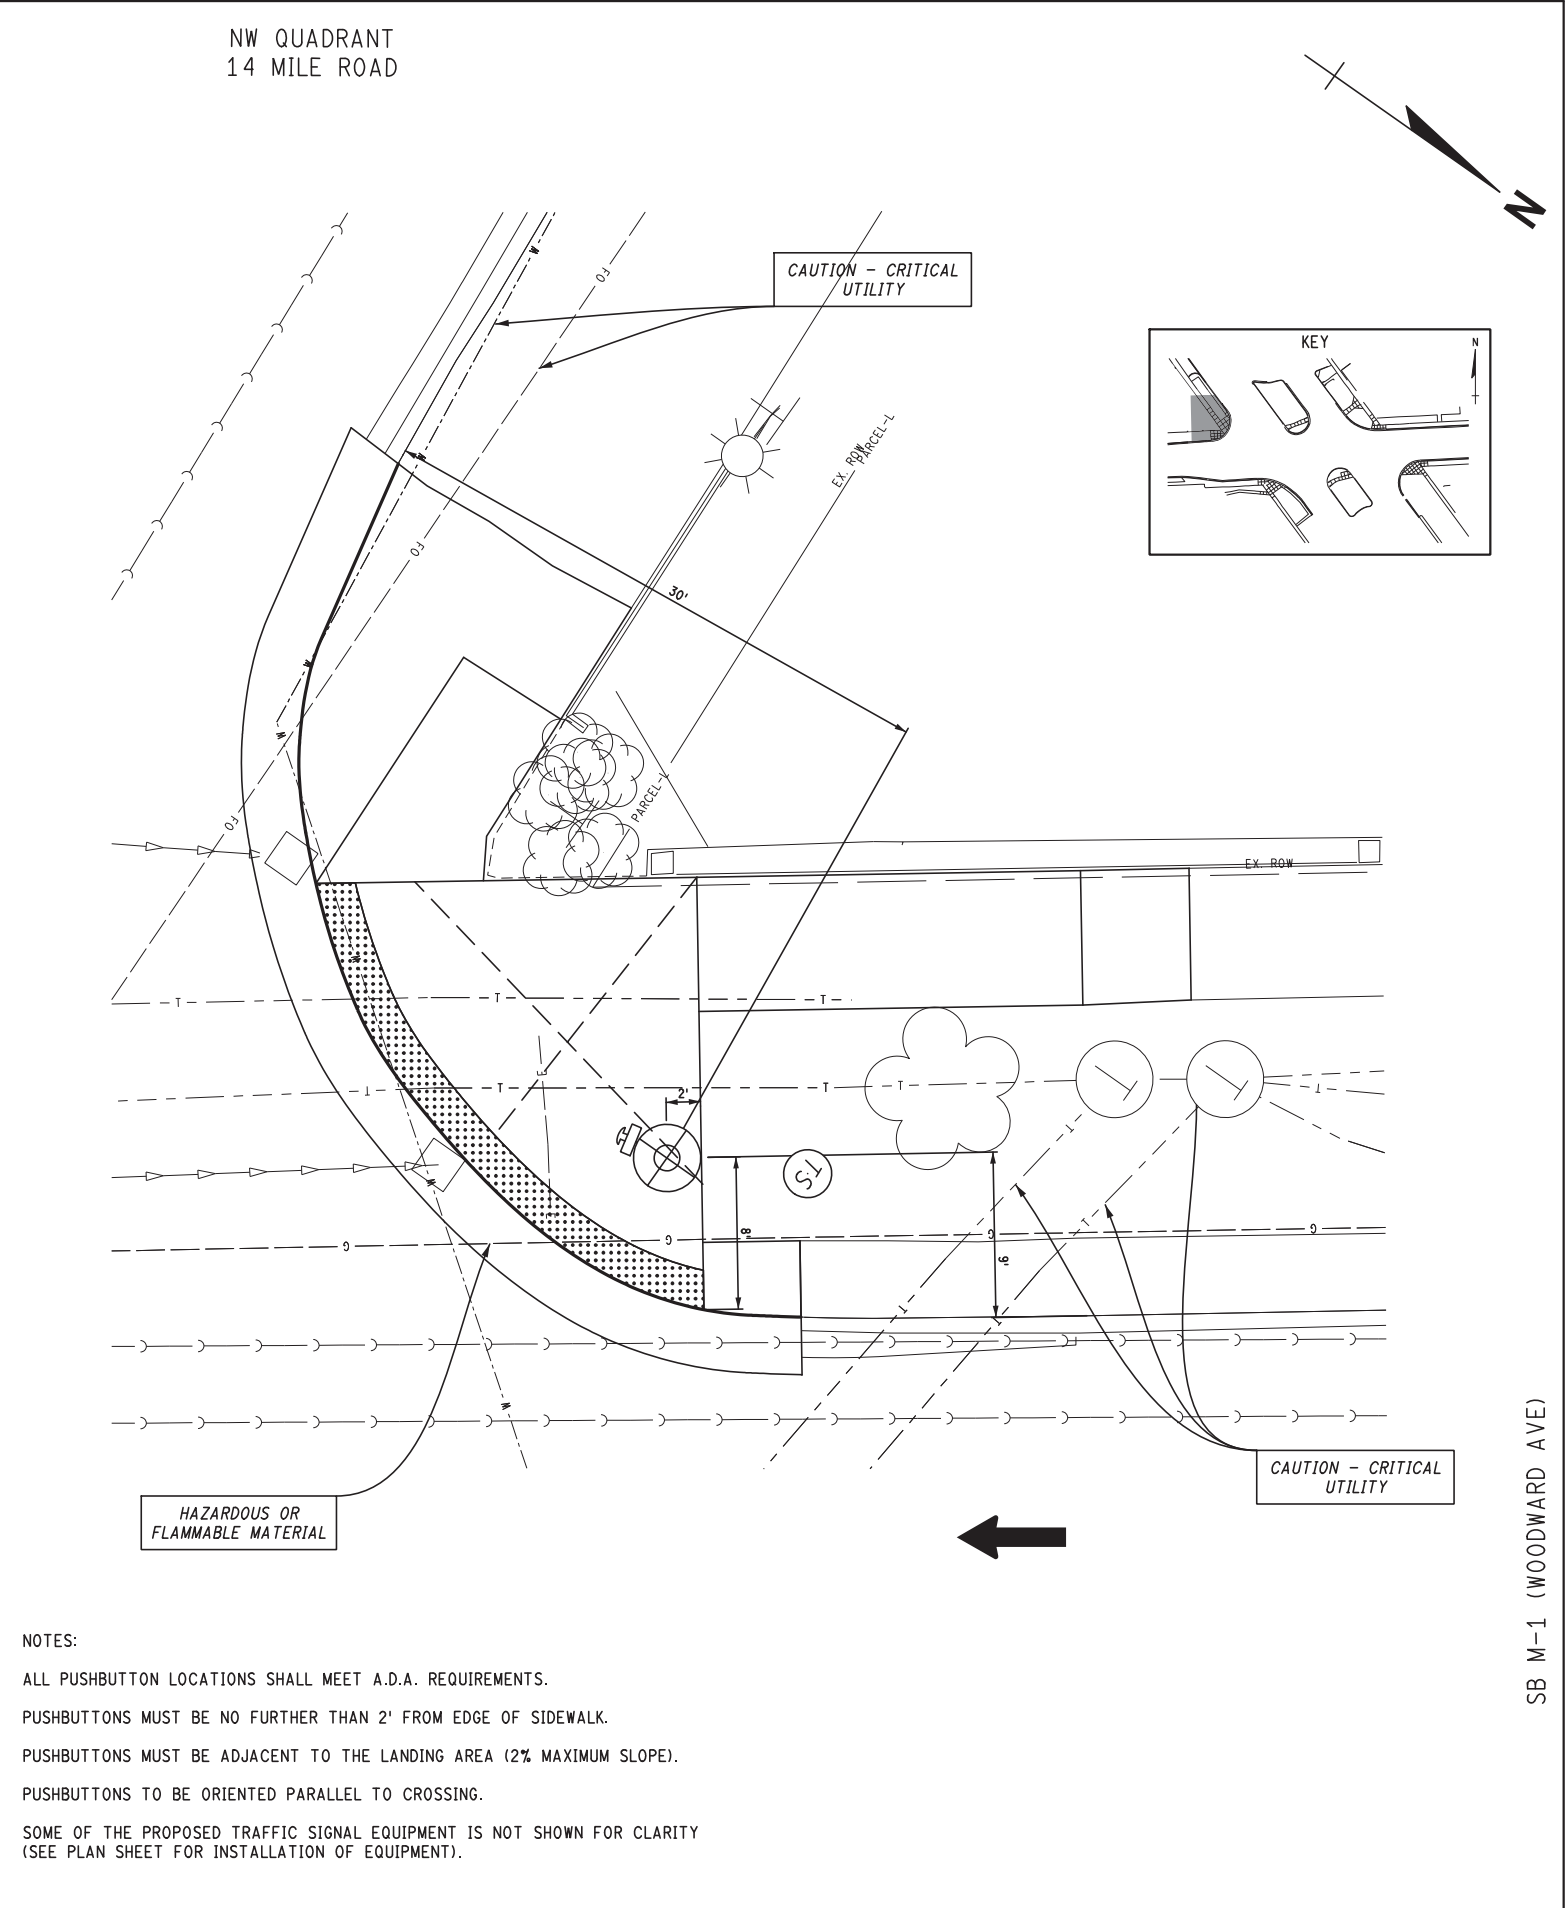 NW QUADRANT
14 MILE ROAD
N
CAUTION - CRITICAL
UTILITY
KEY
N
W
FO
W
FO
EX. ROW
PARCEL-L
30'
W
W
FO
PARCEL-L
EX. ROW
W
T
T
T
T
T
T
T
T
E
2'
T
TS
W
8'
G
G
G
G
9'
T
T
T
T
W
CAUTION - CRITICAL
UTILITY
HAZARDOUS OR
FLAMMABLE MATERIAL
SB M-1 (WOODWARD AVE)
NOTES:
ALL PUSHBUTTON LOCATIONS SHALL MEET A.D.A. REQUIREMENTS.
PUSHBUTTONS MUST BE NO FURTHER THAN 2' FROM EDGE OF SIDEWALK.
PUSHBUTTONS MUST BE ADJACENT TO THE LANDING AREA (2% MAXIMUM SLOPE).
PUSHBUTTONS TO BE ORIENTED PARALLEL TO CROSSING.
SOME OF THE PROPOSED TRAFFIC SIGNAL EQUIPMENT IS NOT SHOWN FOR CLARITY
(SEE PLAN SHEET FOR INSTALLATION OF EQUIPMENT).